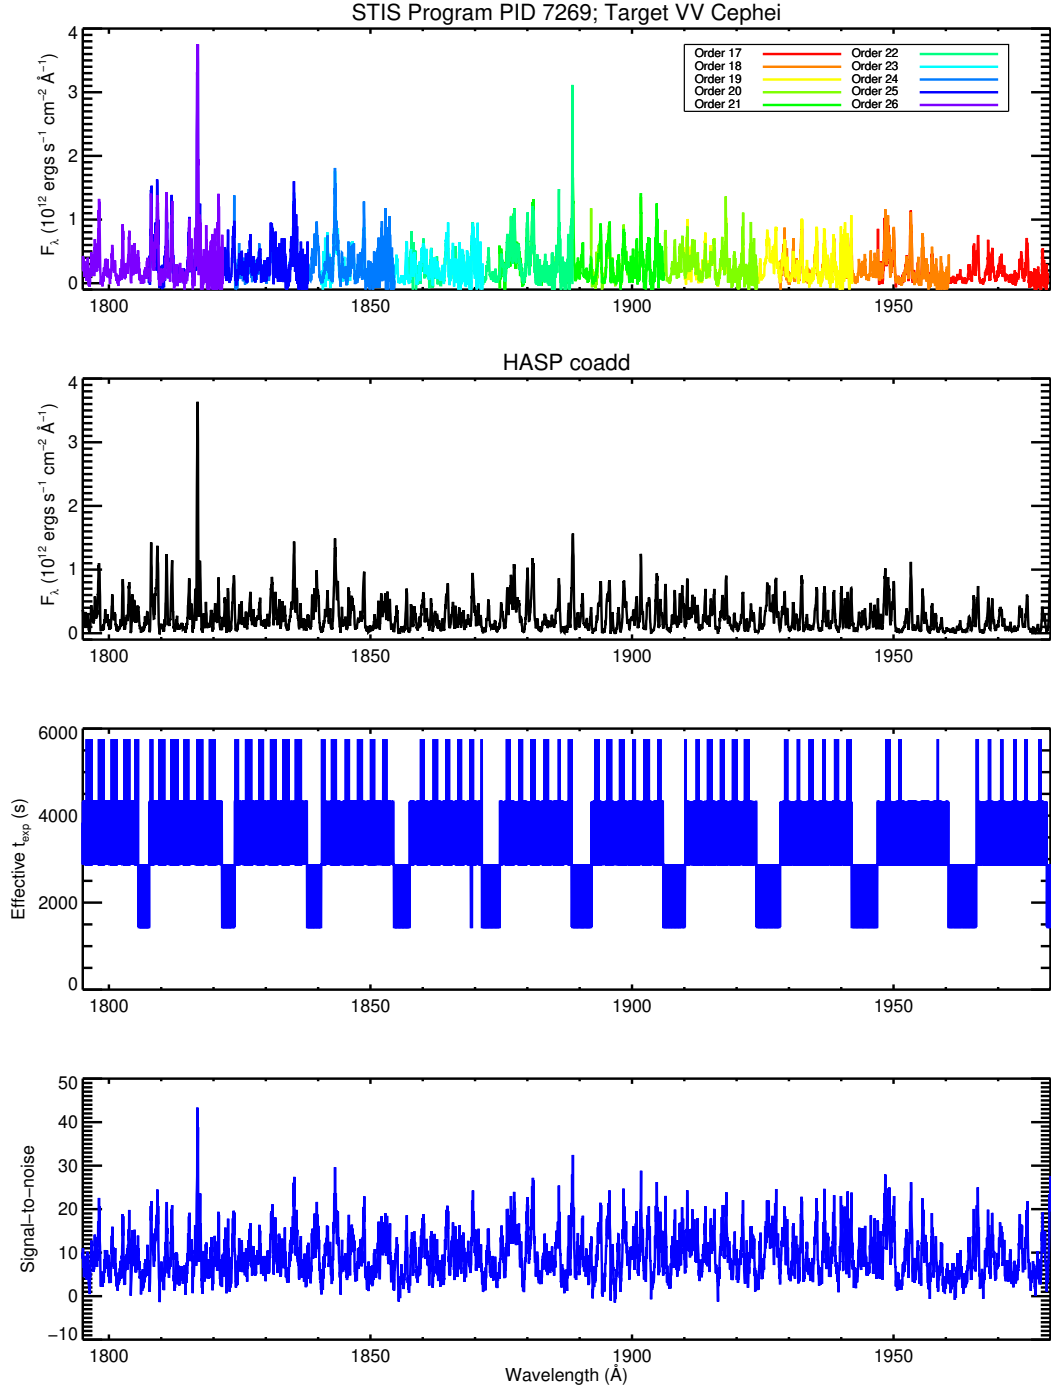 STIS Program PID 7269; Target VV Cephei
4
3
2
1
0
F_λ (10^12 ergs s^−1 cm^−2 Å^−1)
Order 17
Order 18
Order 19
Order 20
Order 21
Order 22
Order 23
Order 24
Order 25
Order 26
1800 1850 1900 1950
HASP coadd
4
3
2
1
0
F_λ (10^12 ergs s^−1 cm^−2 Å^−1)
1800 1850 1900 1950
6000
4000
2000
0
Effective t_exp (s)
1800 1850 1900 1950
50
40
30
20
10
0
−10
Signal−to−noise
1800 1850 1900 1950
Wavelength (Å)